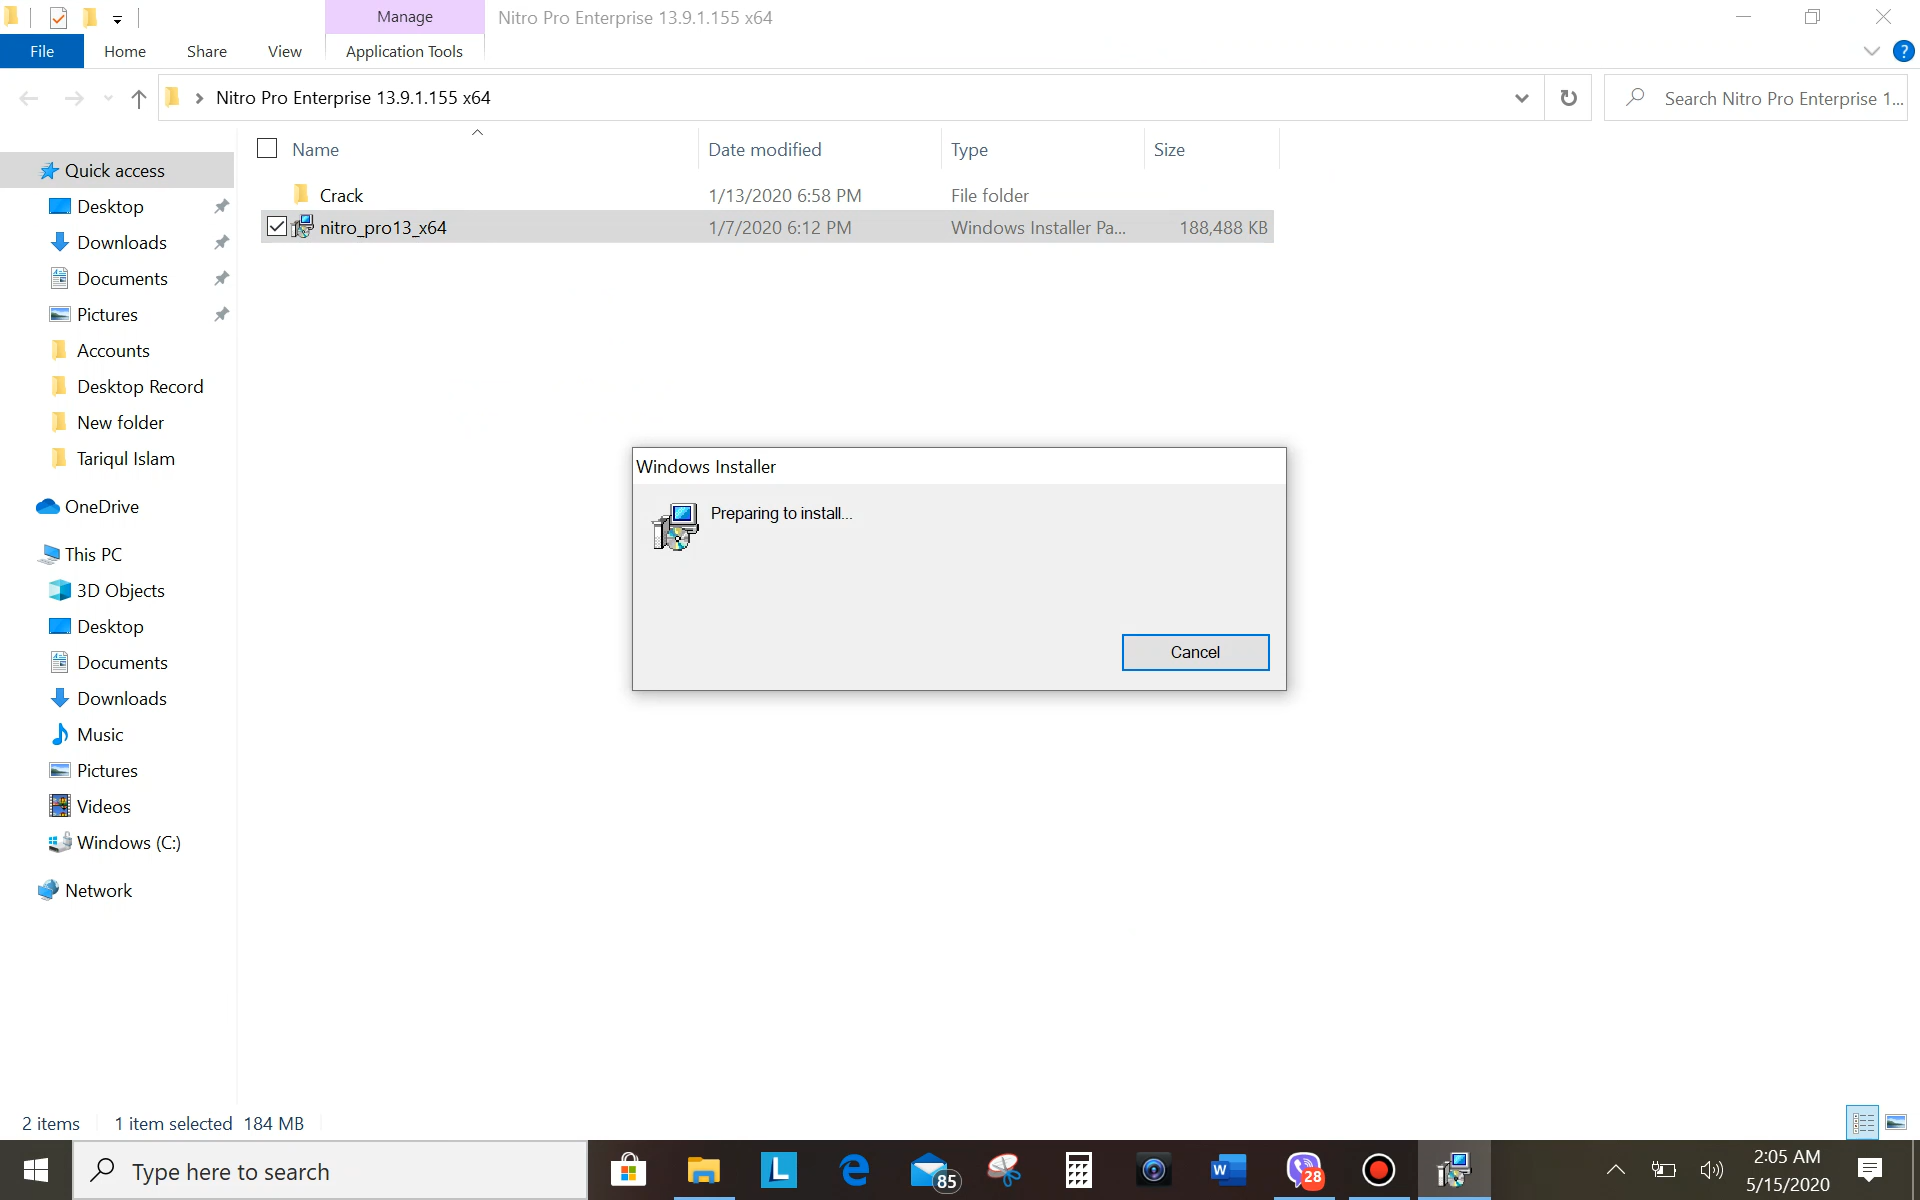 Manage
Nitro Pro Enterprise 13.9.1.155 x64
File
Home
Share
View
Application Tools
?
Nitro Pro Enterprise 13.9.1.155 x64
Search Nitro Pro Enterprise 1...
Name
Date modified
Type
Size
Quick access
Crack
1/13/2020 6:58 PM
File folder
Desktop
nitro_pro13_x64
1/7/2020 6:12 PM
Windows Installer Pa...
188,488 KB
Downloads
Documents
Pictures
Accounts
Desktop Record
New folder
Tariqul Islam
Windows Installer
OneDrive
Preparing to install...
This PC
3D Objects
Desktop
Cancel
Documents
Downloads
Music
Pictures
Videos
Windows (C:)
Network
2 items
1 item selected
184 MB
Type here to search
L
85
W
28
2:05 AM
5/15/2020